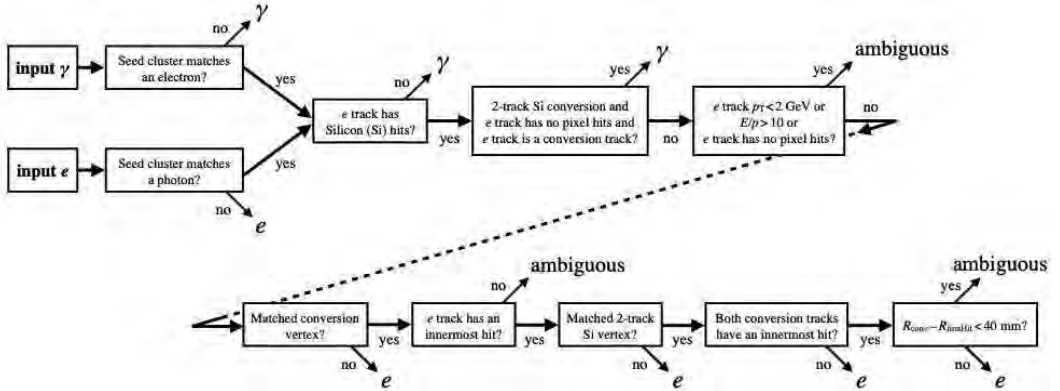 no γ
no γ
yes γ
ambiguous
yes
input γ
Seed cluster matches
an electron?
yes
e track has
Silicon (Si) hits?
yes
2-track Si conversion and
e track has no pixel hits and
e track is a conversion track?
no
e track pT < 2 GeV or
E/p > 10 or
e track has no pixel hits?
no
input e
Seed cluster matches
a photon?
yes
no e
ambiguous
no
ambiguous
yes
Matched conversion
vertex?
yes
no e
e track has an
innermost hit?
yes
Matched 2-track
Si vertex?
yes
no e
Both conversion tracks
have an innermost hit?
yes
no e
Rconv − RfirstHit < 40 mm?
no e